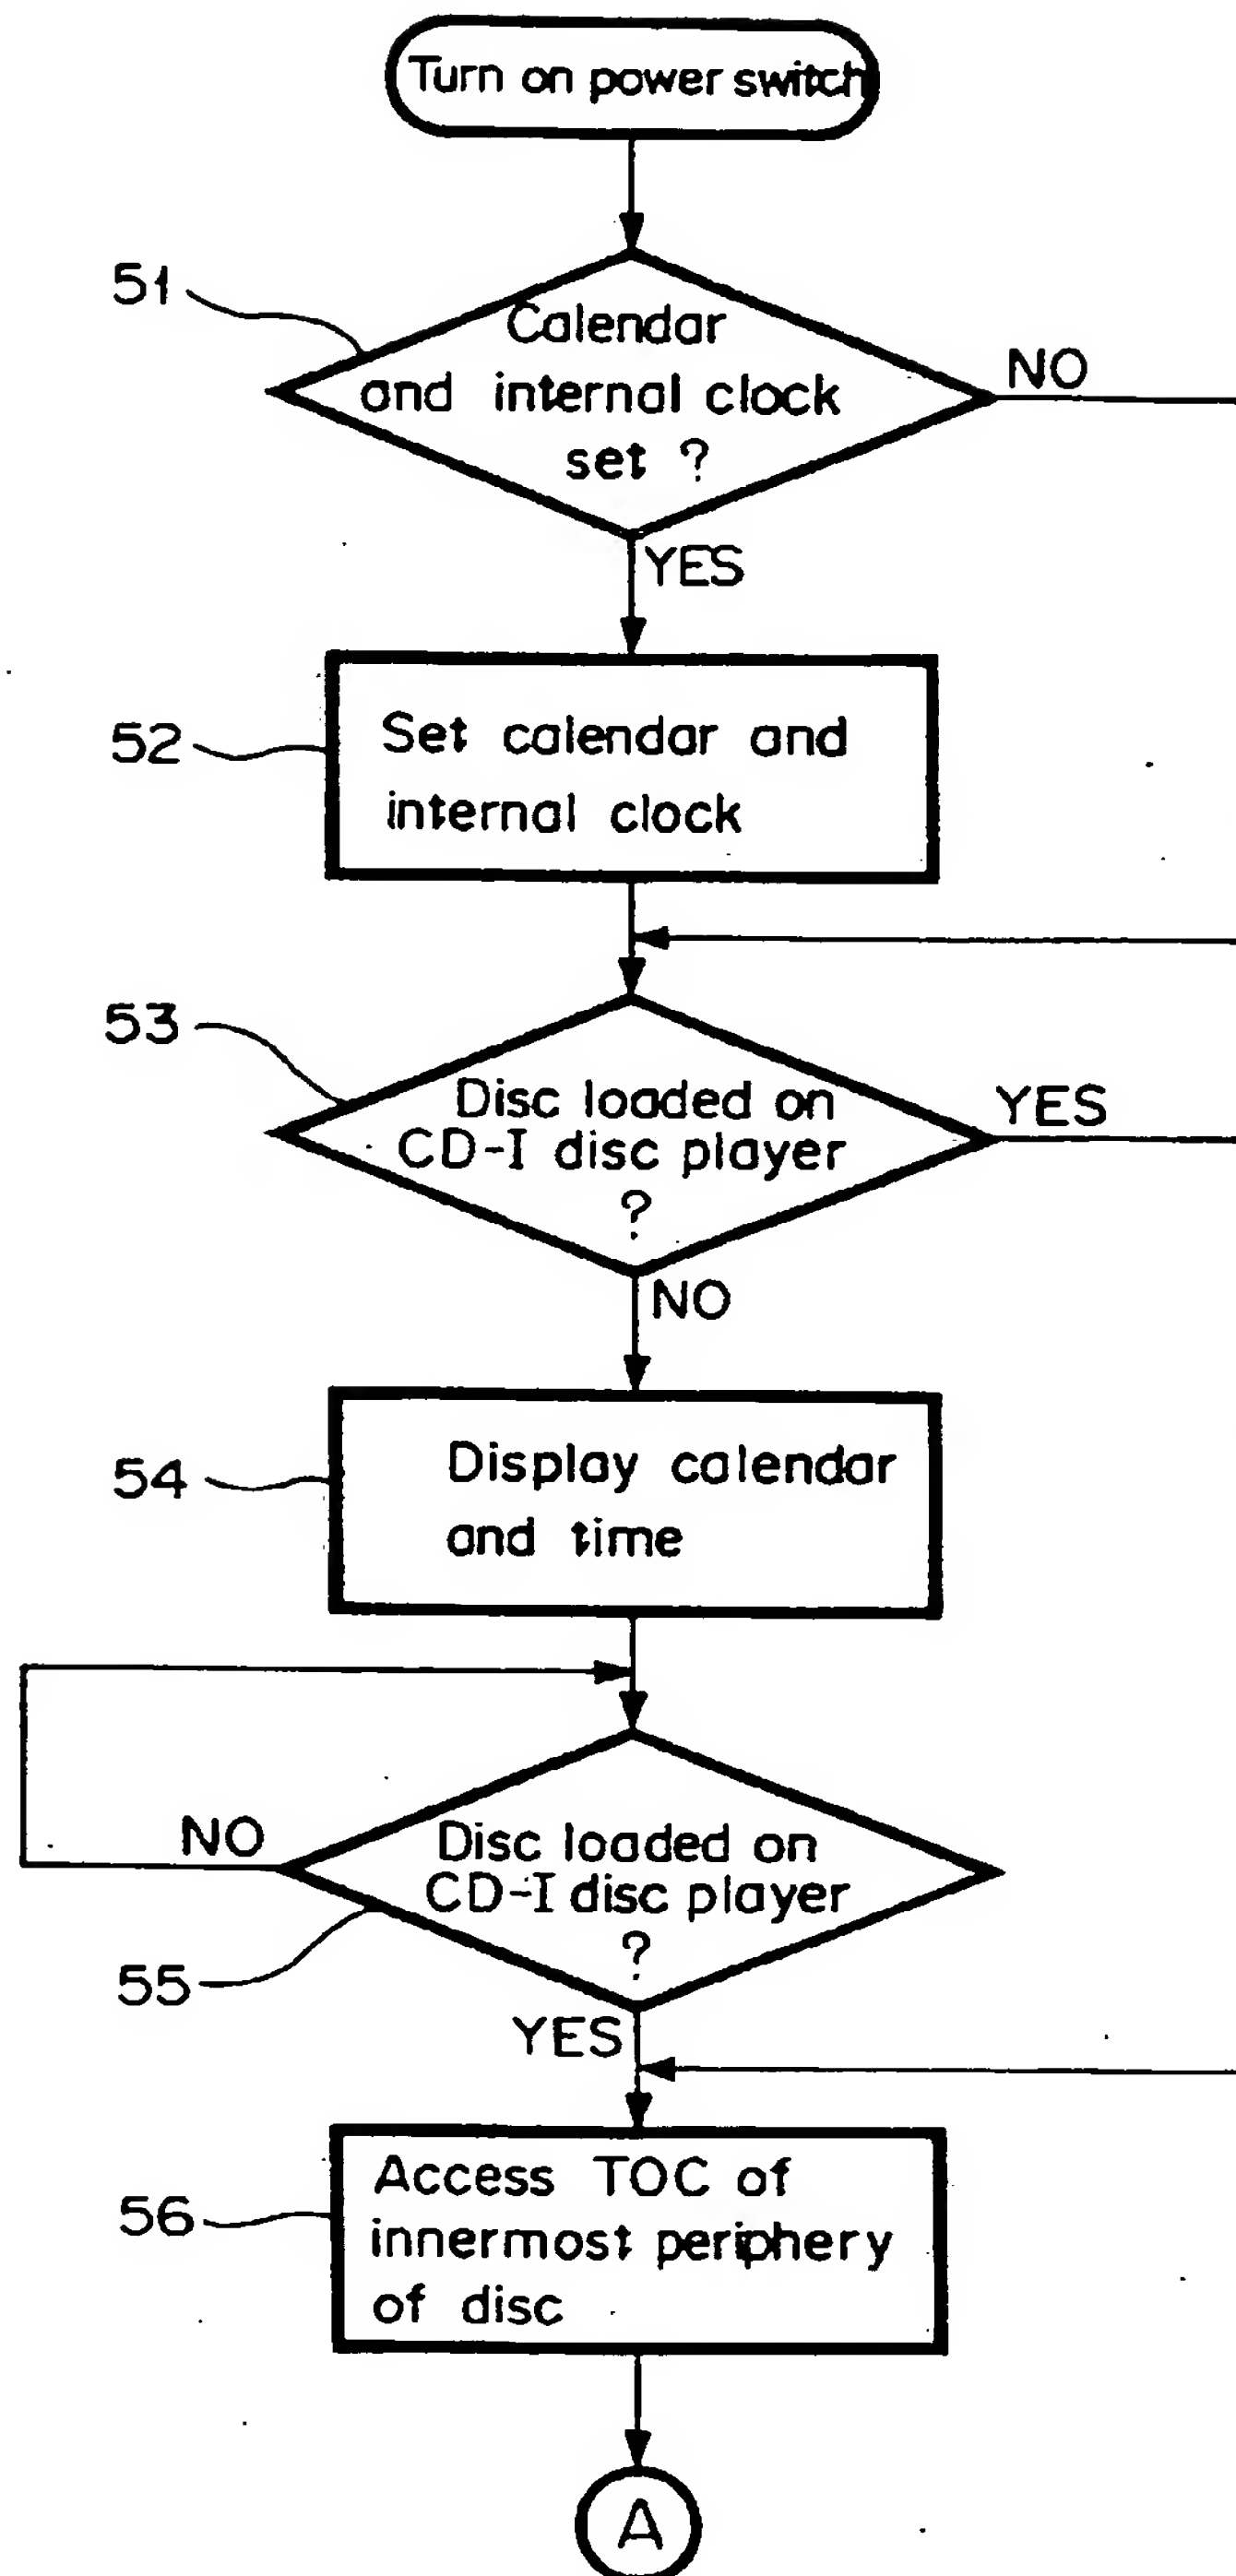 Turn on power switch
51
Calendar
and internal clock
set ?
NO
YES
52
Set calendar and
internal clock
53
Disc loaded on
CD-I disc player
?
YES
NO
54
Display calendar
and time
NO
Disc loaded on
CD-I disc player
?
55
YES
56
Access TOC of
innermost periphery
of disc
A